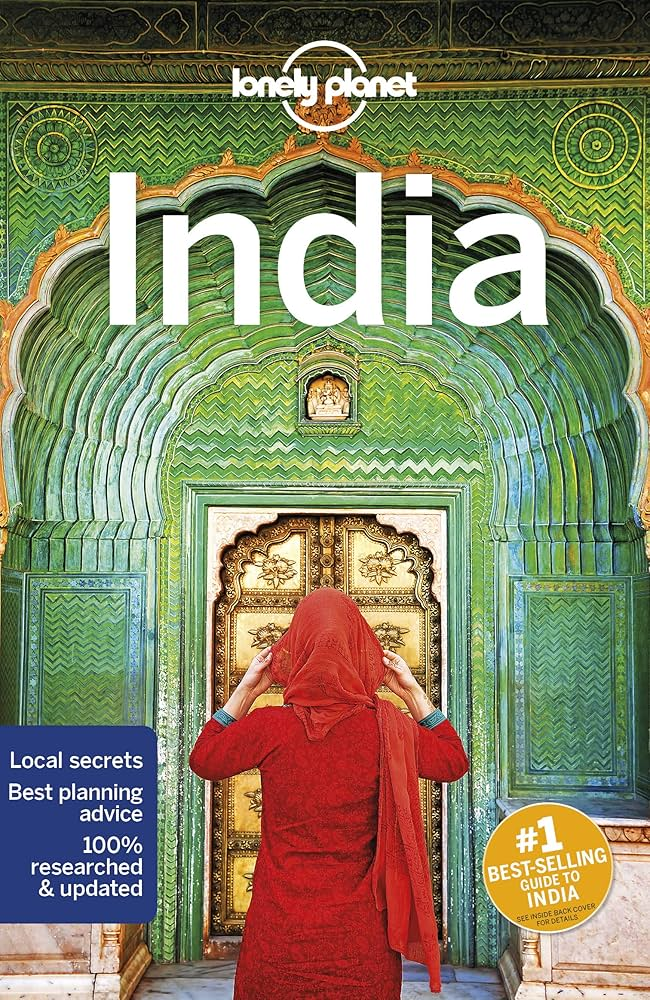 lonely planet
India
Local secrets
Best planning
advice
100%
researched
& updated
#1
BEST-SELLING
GUIDE TO
INDIA
SEE INSIDE BACK COVER
FOR DETAILS